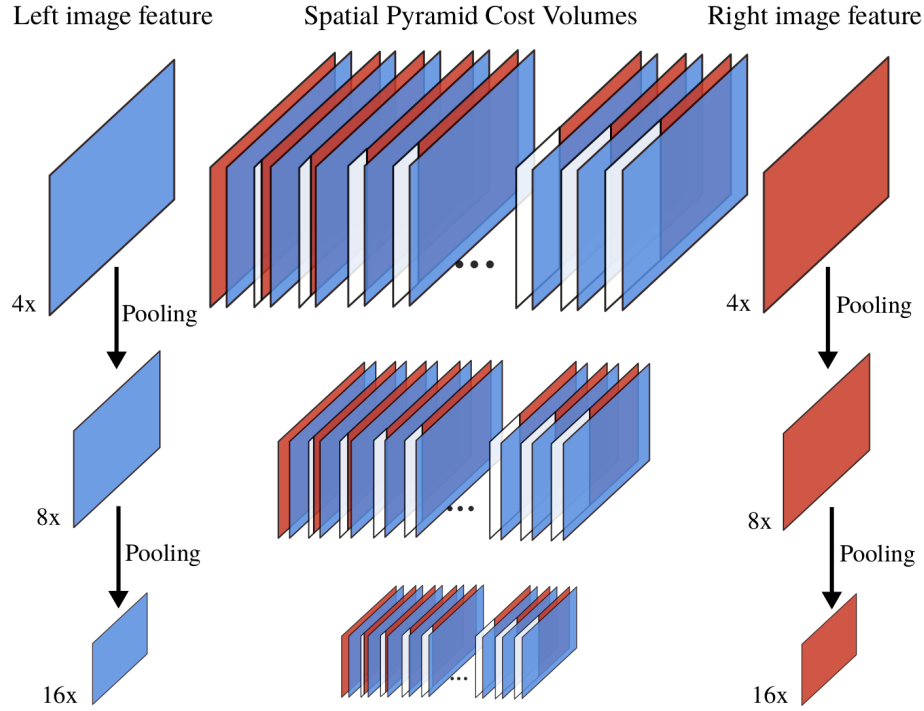 Left image feature
Spatial Pyramid Cost Volumes
Right image feature
4x
Pooling
...
4x
Pooling
8x
Pooling
...
8x
Pooling
16x
...
16x